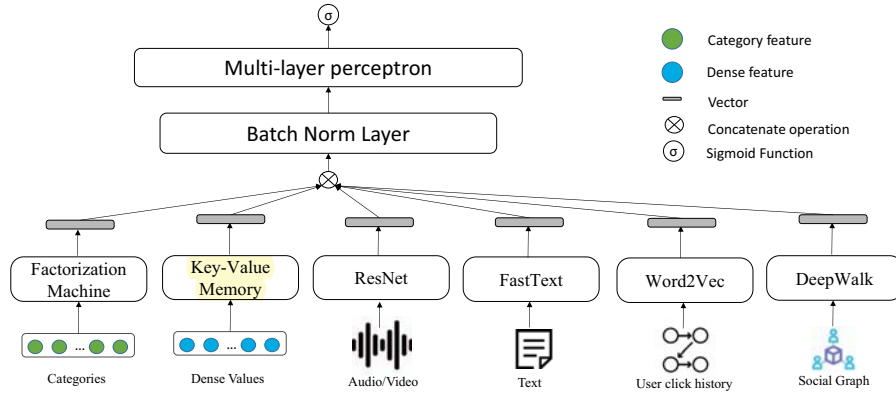 σ
Multi-layer perceptron
Batch Norm Layer
Category feature
Dense feature
Vector
Concatenate operation
σ
Sigmoid Function
Factorization
Machine
Key-Value
Memory
ResNet
FastText
Word2Vec
DeepWalk
...
...
Categories
Dense Values
Audio/Video
Text
User click history
Social Graph